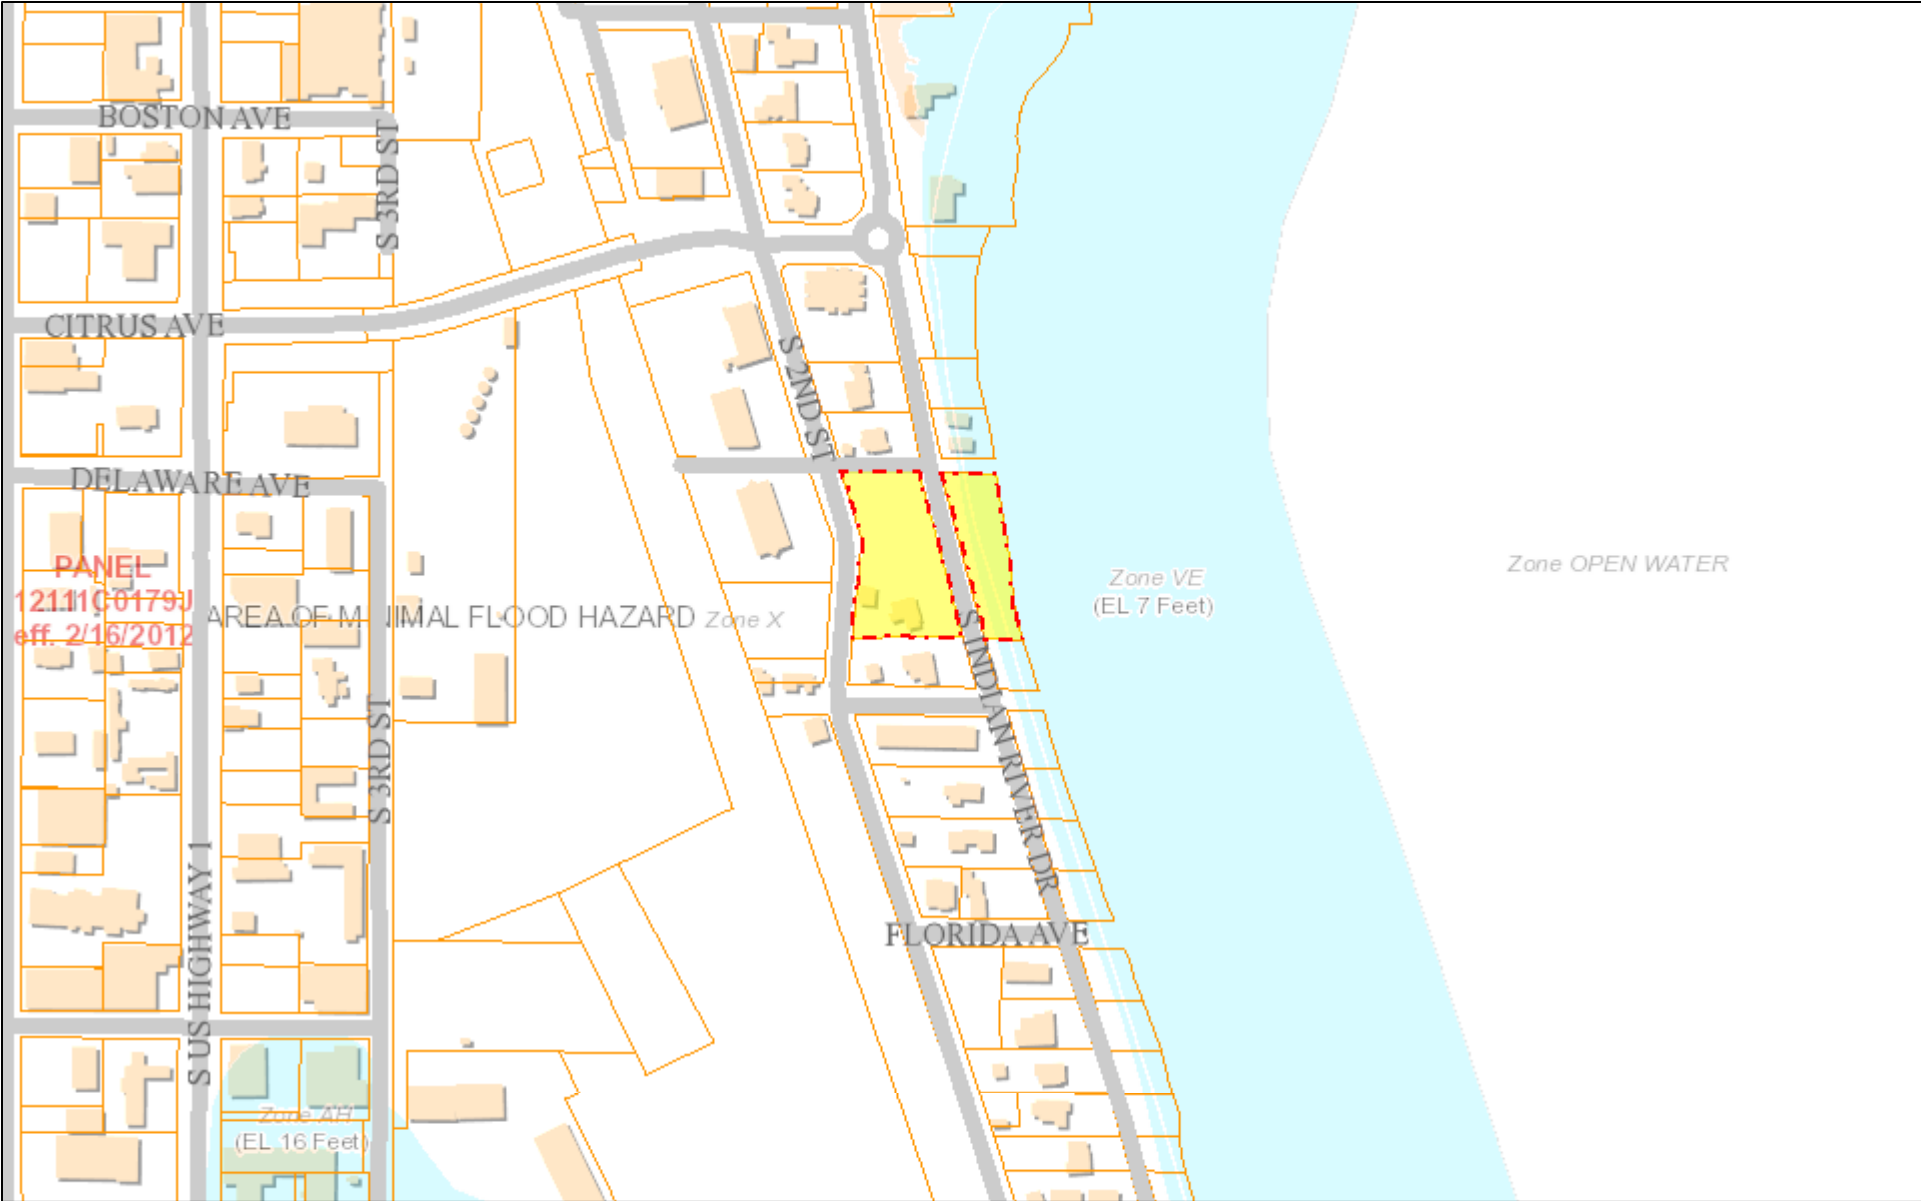 BOSTON AVE
S 3RD ST
CITRUS AVE
S 2ND ST
DELAWARE AVE
PANEL
12111C0179J
eff. 2/16/2012
AREA OF MINIMAL FLOOD HAZARD Zone X
Zone VE
(EL 7 Feet)
Zone OPEN WATER
S INDIAN RIVER DR
S 3RD ST
S US HIGHWAY 1
FLORIDA AVE
Zone AH
(EL 16 Feet)